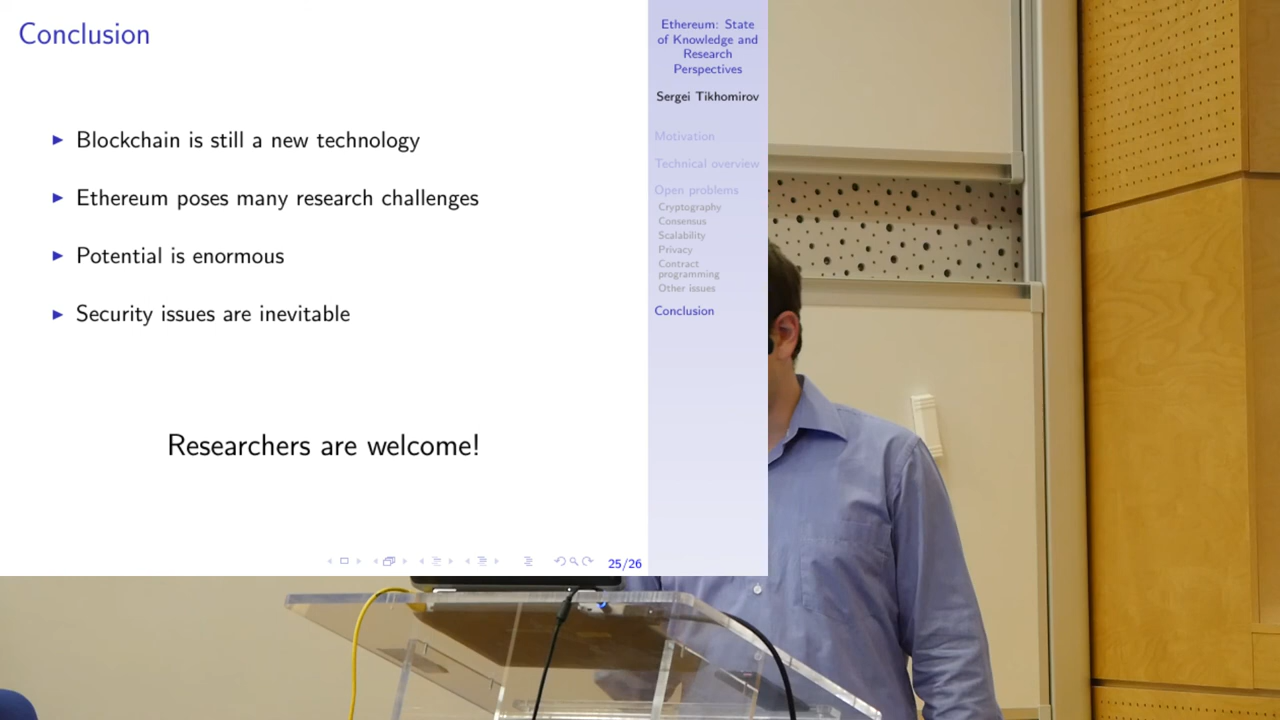 Conclusion
▶ Blockchain is still a new technology
▶ Ethereum poses many research challenges
▶ Potential is enormous
▶ Security issues are inevitable
Researchers are welcome!
25/26
Ethereum: State
of Knowledge and
Research
Perspectives
Sergei Tikhomirov
Motivation
Technical overview
Open problems
Cryptography
Consensus
Scalability
Privacy
Contract
programming
Other issues
Conclusion